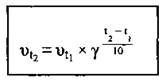 υₜ₂ = υₜ₁ × γ^((t₂ − t₁)/10)